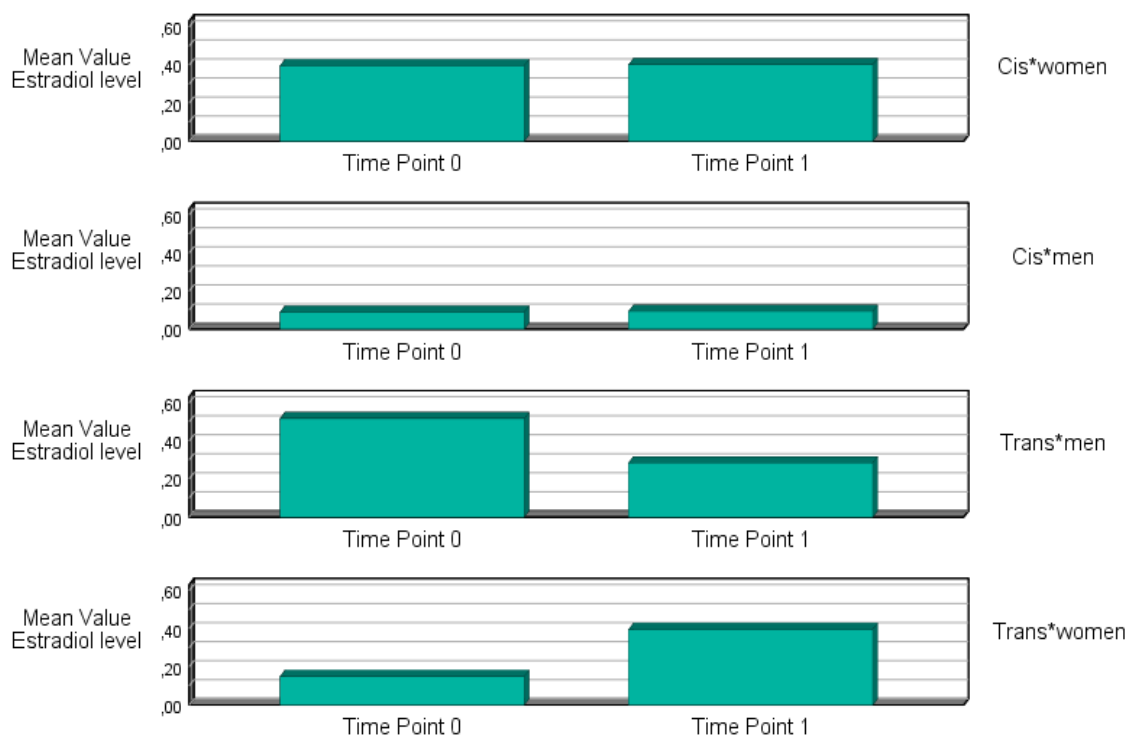 ,60
Mean Value
Estradiol level
,40
,20
,00
Cis*women
Time Point 0
Time Point 1
,60
Mean Value
Estradiol level
,40
,20
,00
Cis*men
Time Point 0
Time Point 1
,60
Mean Value
Estradiol level
,40
,20
,00
Trans*men
Time Point 0
Time Point 1
,60
Mean Value
Estradiol level
,40
,20
,00
Trans*women
Time Point 0
Time Point 1